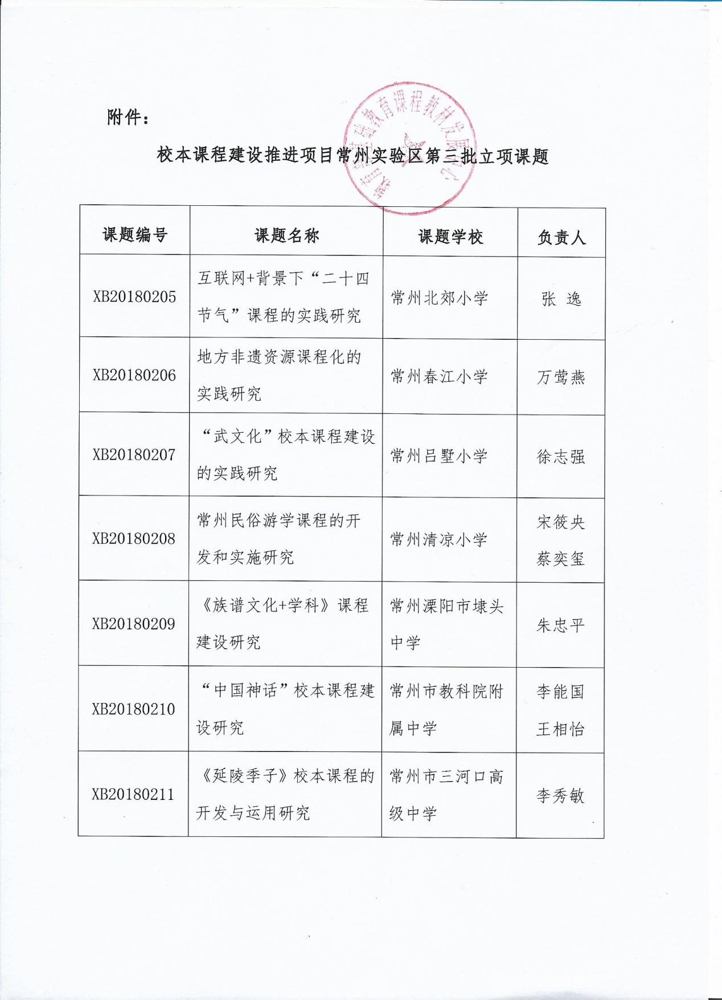 附件：
教育部基础教育课程教材发展中心
校本课程建设推进项目常州实验区第三批立项课题
课题编号 课题名称 课题学校 负责人
XB20180205
互联网+背景下“二十四
节气”课程的实践研究
常州北郊小学
张 逸
XB20180206
地方非遗资源课程化的
实践研究
常州春江小学
万莺燕
XB20180207
“武文化”校本课程建设
的实践研究
常州吕墅小学
徐志强
XB20180208
常州民俗游学课程的开
发和实施研究
常州清凉小学
宋筱央
蔡奕玺
XB20180209
《族谱文化+学科》课程
建设研究
常州溧阳市埭头
中学
朱忠平
XB20180210
“中国神话”校本课程建
设研究
常州市教科院附
属中学
李能国
王相怡
XB20180211
《延陵季子》校本课程的
开发与运用研究
常州市三河口高
级中学
李秀敏